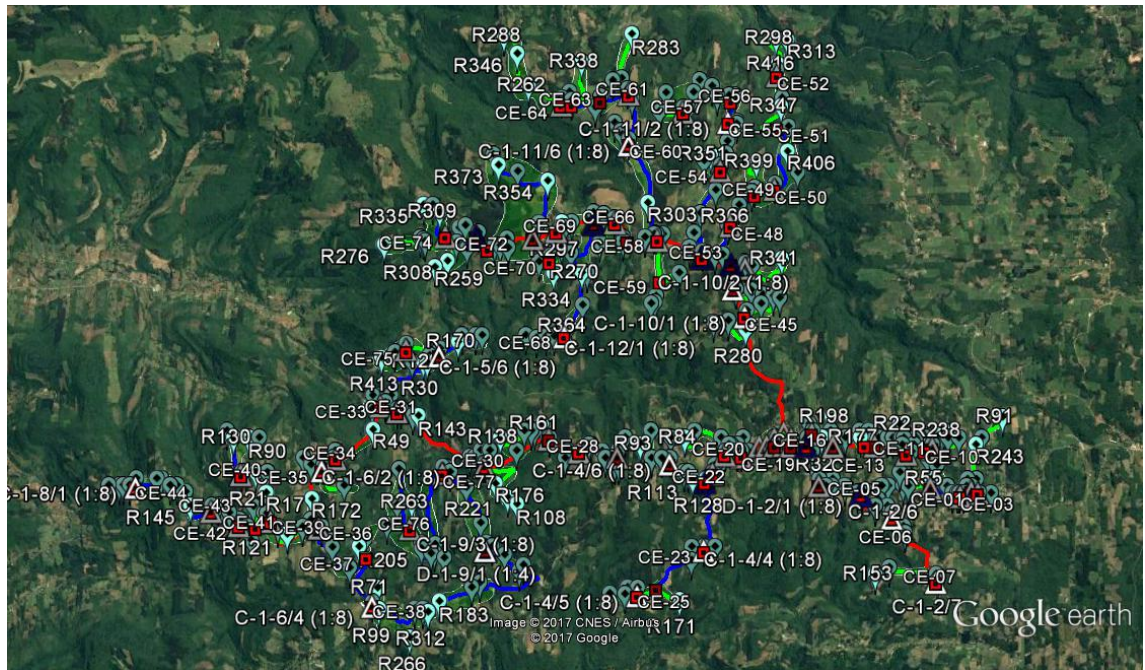 R288
R283
R298
R313
R346
R338
R416
R262
CE-61
CE-52
CE-63
CE-56
CE-57
R347
CE-64
C-1-11/2 (1:8)
CE-55
CE-51
C-1-11/6 (1:8)
CE-60
R351
R399
R406
R373
CE-54
R354
CE-49
CE-50
R335
R309
CE-66
R303
R366
CE-69
CE-48
CE-74
CE-72
R297
CE-58
CE-53
R276
R341
R308
R259
CE-70
R270
CE-59
C-1-10/2 (1:8)
R334
R364
C-1-10/1 (1:8)
CE-45
R170
CE-68
C-1-12/1 (1:8)
R280
CE-75
C-1-5/6 (1:8)
R413
R30
CE-33
CE-31
R143
R161
R198
R91
R130
R49
R138
R22
R238
R90
CE-28
R93
R84
CE-16
R177
CE-34
CE-30
C-1-4/6 (1:8)
CE-20
CE-19
R32
CE-13
CE-10
R243
CE-40
CE-35
C-1-6/2 (1:8)
CE-77
CE-22
CE-11
C-1-8/1 (1:8)
CE-44
R113
CE-05
R55
R176
CE-01
CE-03
R145
CE-43
R17
R172
R263
R221
R108
R128
D-1-2/1 (1:8)
C-1-2/6
CE-42
CE-41
CE-39
CE-36
CE-76
CE-06
R121
C-1-9/3 (1:8)
CE-23
C-1-4/4 (1:8)
CE-37
205
D-1-9/1 (1:4)
R153
CE-07
R71
C-1-4/5 (1:8)
CE-25
C-1-2/7
C-1-6/4 (1:8)
CE-38
R183
R171
R99
R312
Image © 2017 CNES / Airbus
© 2017 Google
Google earth
R266